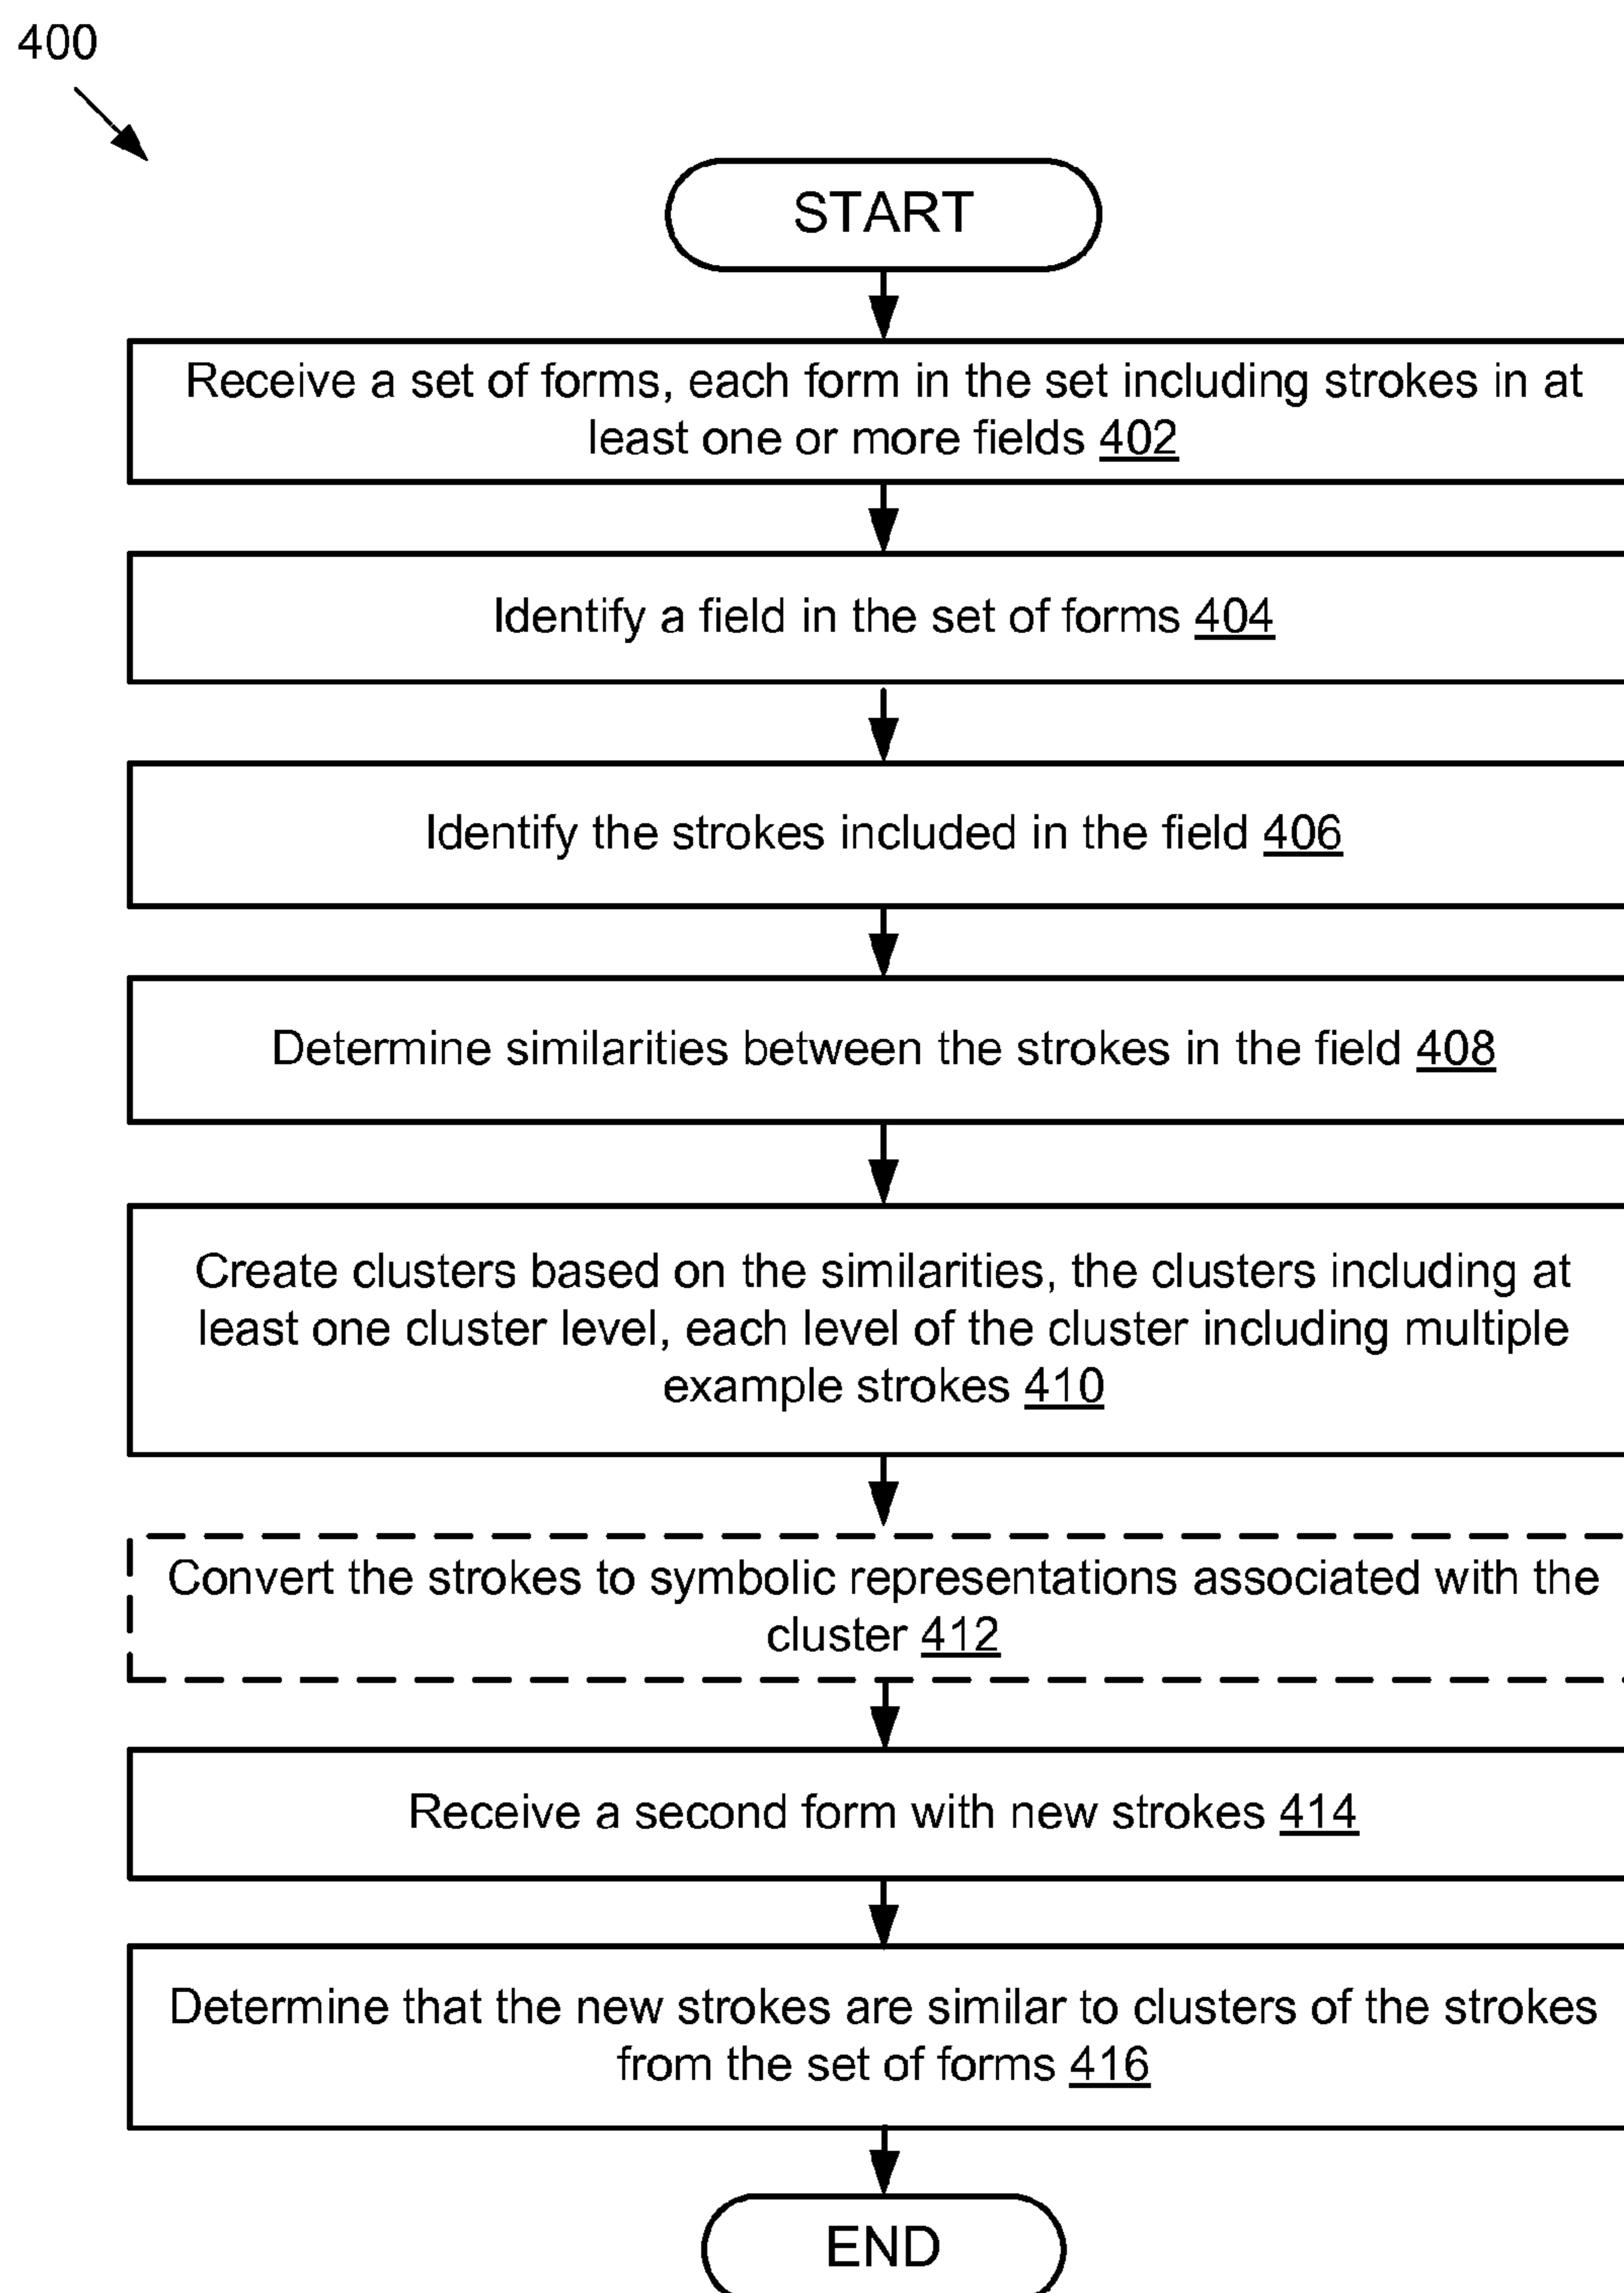 400
START
Receive a set of forms, each form in the set including strokes in at
least one or more fields 402
Identify a field in the set of forms 404
Identify the strokes included in the field 406
Determine similarities between the strokes in the field 408
Create clusters based on the similarities, the clusters including at
least one cluster level, each level of the cluster including multiple
example strokes 410
Convert the strokes to symbolic representations associated with the
cluster 412
Receive a second form with new strokes 414
Determine that the new strokes are similar to clusters of the strokes
from the set of forms 416
END